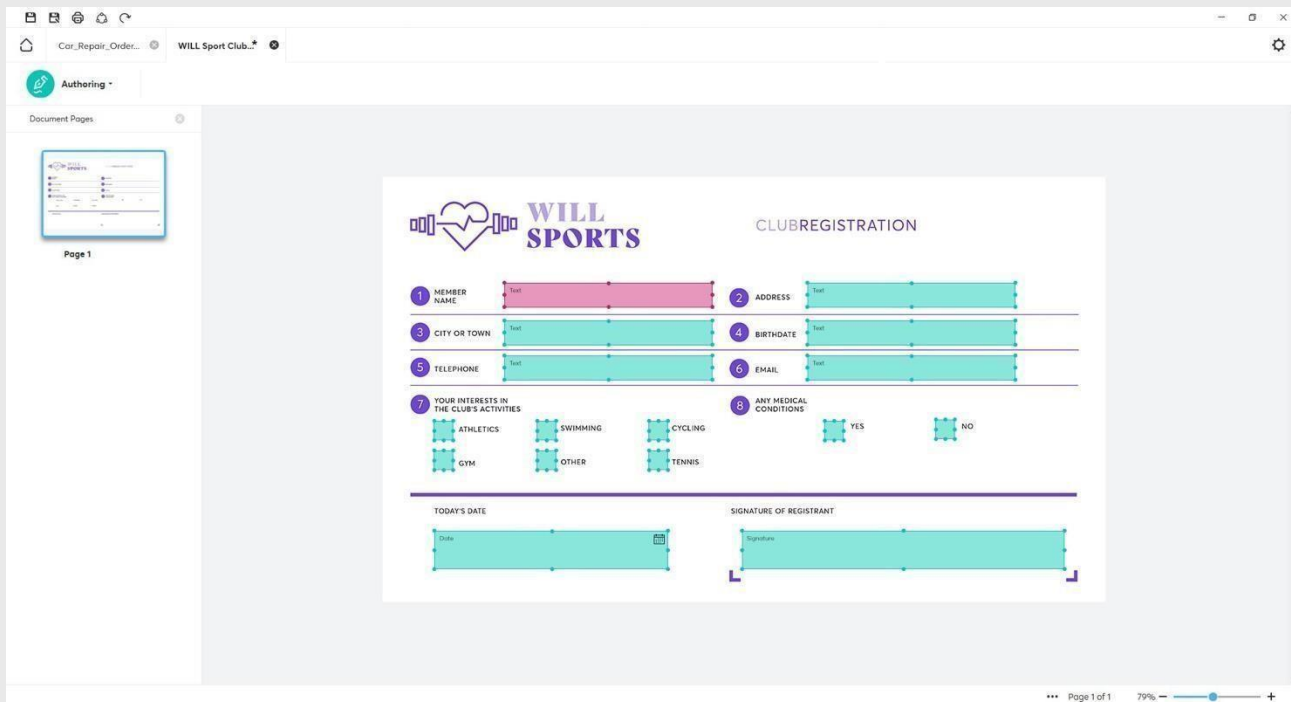 Car_Repair_Order...
WILL Sport Club...*
Authoring
Document Pages
Page 1
WILL
SPORTS
CLUBREGISTRATION
1 MEMBER
NAME
Text
2 ADDRESS
Text
3 CITY OR TOWN
Text
4 BIRTHDATE
Text
5 TELEPHONE
Text
6 EMAIL
Text
7 YOUR INTERESTS IN
THE CLUB'S ACTIVITIES
ATHLETICS
SWIMMING
CYCLING
GYM
OTHER
TENNIS
8 ANY MEDICAL
CONDITIONS
YES
NO
TODAY'S DATE
Date
SIGNATURE OF REGISTRANT
Signature
Page 1 of 1
79%